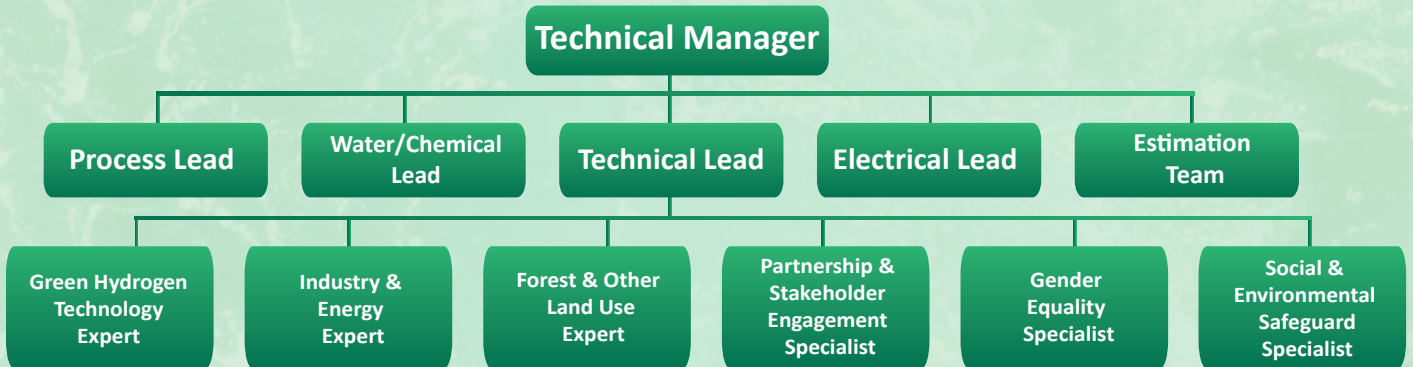 Technical Manager
Process Lead
Water/Chemical
Lead
Technical Lead
Electrical Lead
Estimation
Team
Green Hydrogen
Technology
Expert
Industry &
Energy
Expert
Forest & Other
Land Use
Expert
Partnership &
Stakeholder
Engagement
Specialist
Gender
Equality
Specialist
Social &
Environmental
Safeguard
Specialist